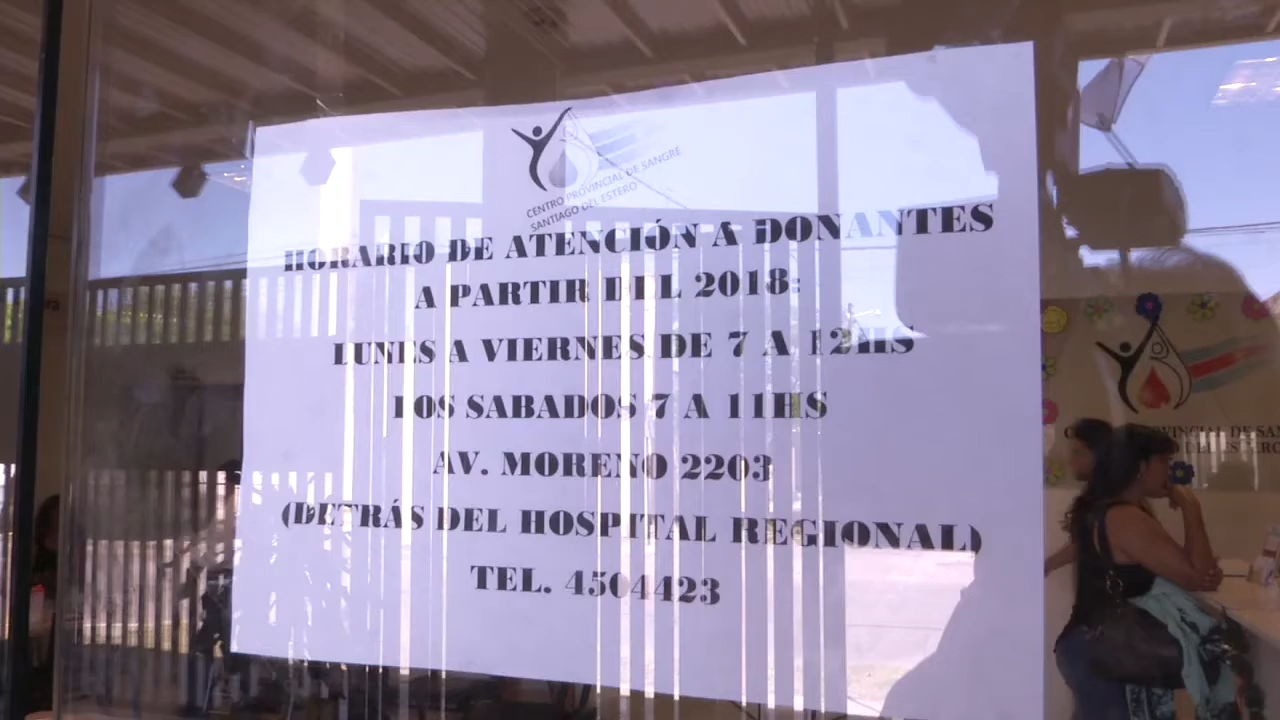 CENTRO PROVINCIAL DE SANGRE
SANTIAGO DEL ESTERO
HORARIO DE ATENCIÓN A DONANTES
A PARTIR DEL 2018:
LUNES A VIERNES DE 7 A 12HS
LOS SABADOS 7 A 11HS
AV. MORENO 2203
(DETRÁS DEL HOSPITAL REGIONAL)
TEL. 4504423